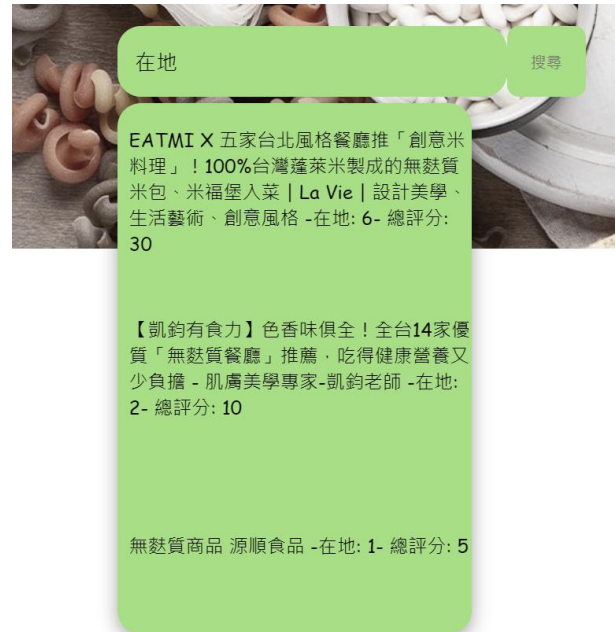 在地
搜尋
EATMI X 五家台北風格餐廳推「創意米
料理」！100%台灣蓬萊米製成的無麩質
米包、米福堡入菜 | La Vie | 設計美學、
生活藝術、創意風格 -在地: 6- 總評分:
30
【凱鈞有食力】色香味俱全！全台14家優
質「無麩質餐廳」推薦，吃得健康營養又
少負擔 - 肌膚美學專家-凱鈞老師 -在地:
2- 總評分: 10
無麩質商品 源順食品 -在地: 1- 總評分: 5